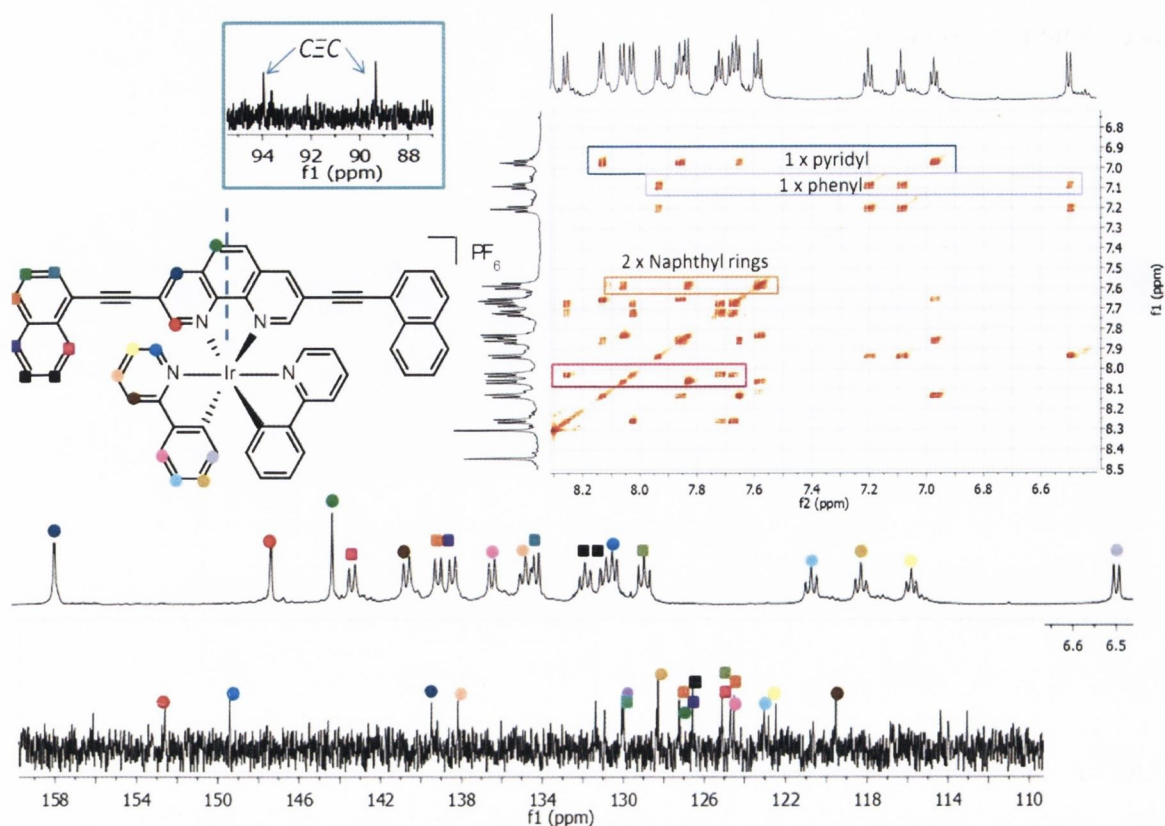 C≡C
94 92 90 88
f1 (ppm)
PF6
N N
N Ir N
1 x pyridyl
1 x phenyl
2 x Naphthyl rings
6.8
6.9
7.0
7.1
7.2
7.3
7.4
7.5
7.6
7.7
7.8
7.9
8.0
8.1
8.2
8.3
8.4
8.5
f1 (ppm)
8.2 8.0 7.8 7.6 7.4 7.2 7.0 6.8 6.6
f2 (ppm)
6.6 6.5
158 154 150 146 142 138 134 130 126 122 118 114 110
f1 (ppm)